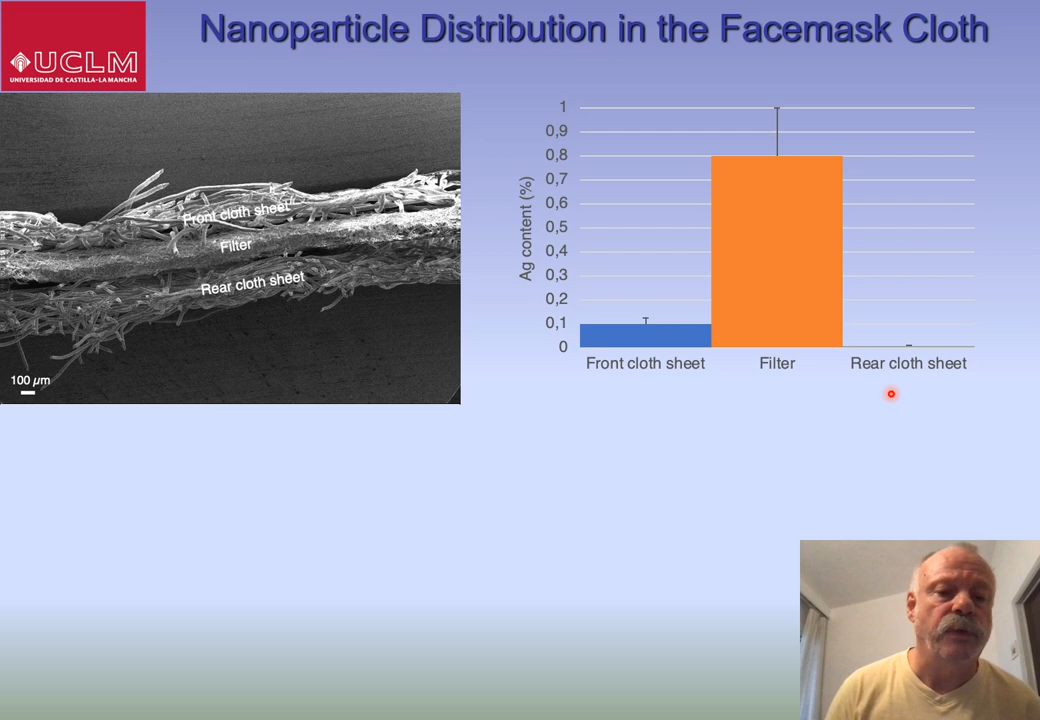 Nanoparticle Distribution in the Facemask Cloth
UCLM
UNIVERSIDAD DE CASTILLA-LA MANCHA
Front cloth sheet
Filter
Rear cloth sheet
100 µm
Ag content (%)
1
0,9
0,8
0,7
0,6
0,5
0,4
0,3
0,2
0,1
0
Front cloth sheet
Filter
Rear cloth sheet